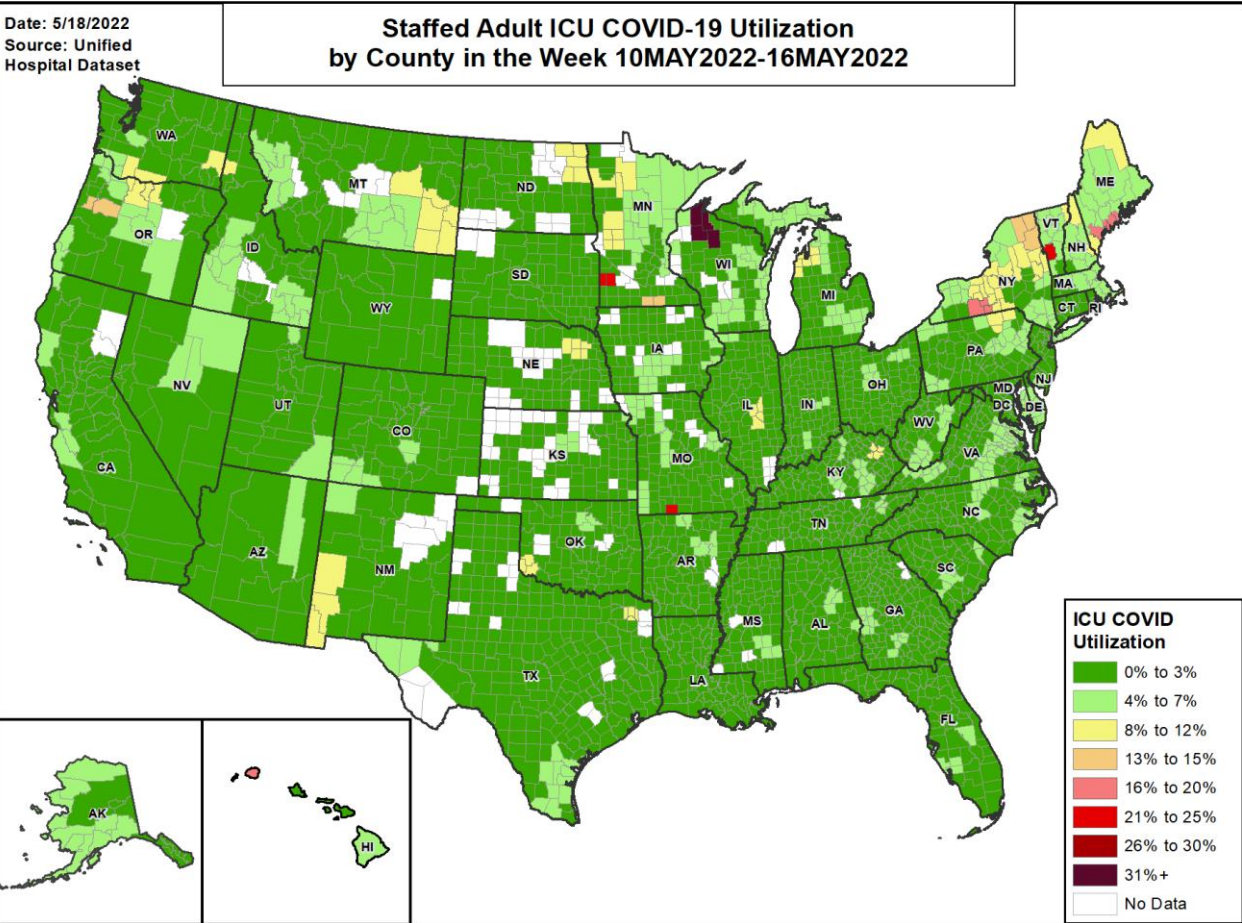 Date: 5/18/2022
Source: Unified
Hospital Dataset
Staffed Adult ICU COVID-19 Utilization
by County in the Week 10MAY2022-16MAY2022
WA
MT
ND
MN
ME
VT
OR
ID
SD
WI
NH
NY
MI
MA
WY
CT
RI
IA
PA
NE
NV
OH
NJ
UT
MD
IL
IN
DC
DE
WV
CO
KS
MO
VA
CA
KY
TN
NC
OK
AZ
NM
AR
SC
MS
AL
GA
TX
LA
FL
AK
HI
ICU COVID
Utilization
0% to 3%
4% to 7%
8% to 12%
13% to 15%
16% to 20%
21% to 25%
26% to 30%
31%+
No Data